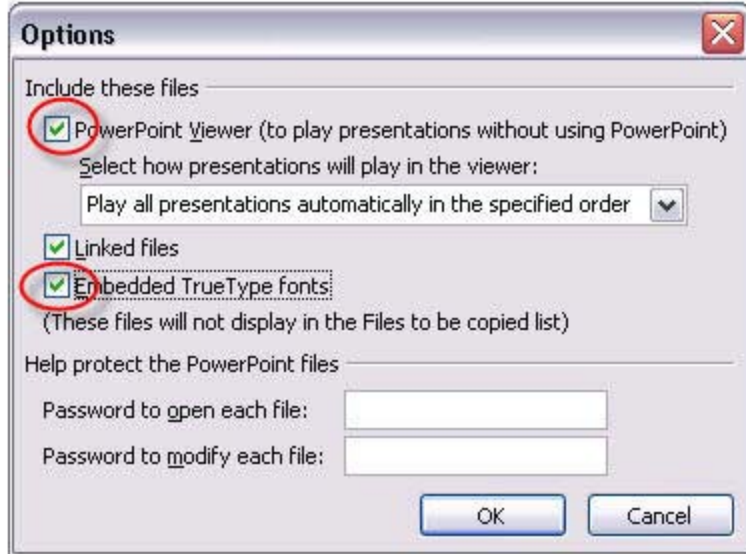 Options
Include these files
PowerPoint Viewer (to play presentations without using PowerPoint)
Select how presentations will play in the viewer:
Play all presentations automatically in the specified order
Linked files
Embedded TrueType fonts
(These files will not display in the Files to be copied list)
Help protect the PowerPoint files
Password to open each file:
Password to modify each file:
OK Cancel